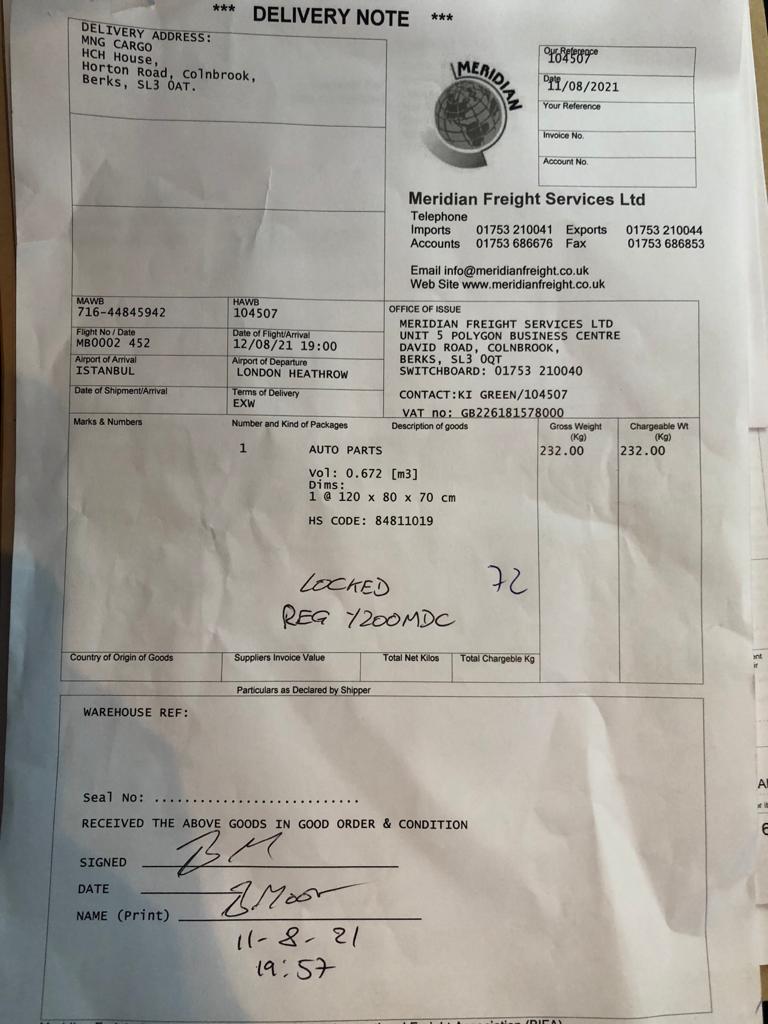 *** DELIVERY NOTE ***
DELIVERY ADDRESS:
MNG CARGO
HCH House,
Horton Road, Colnbrook,
Berks, SL3 0AT.
MERIDIAN
Our Reference
104507
Date
11/08/2021
Your Reference
Invoice No.
Account No.
Meridian Freight Services Ltd
Telephone
Imports 01753 210041 Exports 01753 210044
Accounts 01753 686676 Fax 01753 686853
Email info@meridianfreight.co.uk
Web Site www.meridianfreight.co.uk
MAWB
716-44845942
HAWB
104507
Flight No / Date
MB0002 452
Date of Flight/Arrival
12/08/21 19:00
Airport of Arrival
ISTANBUL
Airport of Departure
LONDON HEATHROW
Date of Shipment/Arrival
Terms of Delivery
EXW
OFFICE OF ISSUE
MERIDIAN FREIGHT SERVICES LTD
UNIT 5 POLYGON BUSINESS CENTRE
DAVID ROAD, COLNBROOK,
BERKS, SL3 0QT
SWITCHBOARD: 01753 210040
CONTACT:KI GREEN/104507
VAT no: GB226181578000
Marks & Numbers Number and Kind of Packages Description of goods Gross Weight (Kg) Chargeable Wt (Kg)
1 AUTO PARTS 232.00 232.00
Vol: 0.672 [m3]
Dims:
1 @ 120 x 80 x 70 cm
HS CODE: 84811019
LOCKED 72
REG Y200MDC
Country of Origin of Goods Suppliers Invoice Value Total Net Kilos Total Chargeble Kg
Particulars as Declared by Shipper
WAREHOUSE REF:
Seal No: ...........................
RECEIVED THE ABOVE GOODS IN GOOD ORDER & CONDITION
SIGNED BM
DATE
NAME (Print) B Moor
11-8-21
19:57